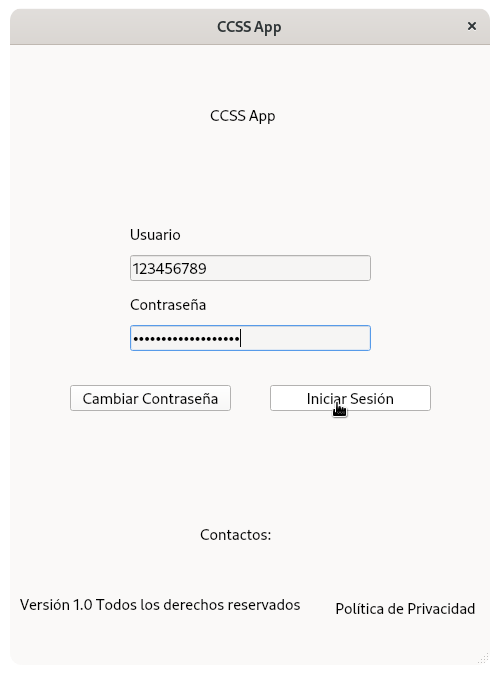 CCSS App
CCSS App
Usuario
123456789
Contraseña
•••••••••••••••••••
Cambiar Contraseña
Iniciar Sesión
Contactos:
Versión 1.0 Todos los derechos reservados
Política de Privacidad